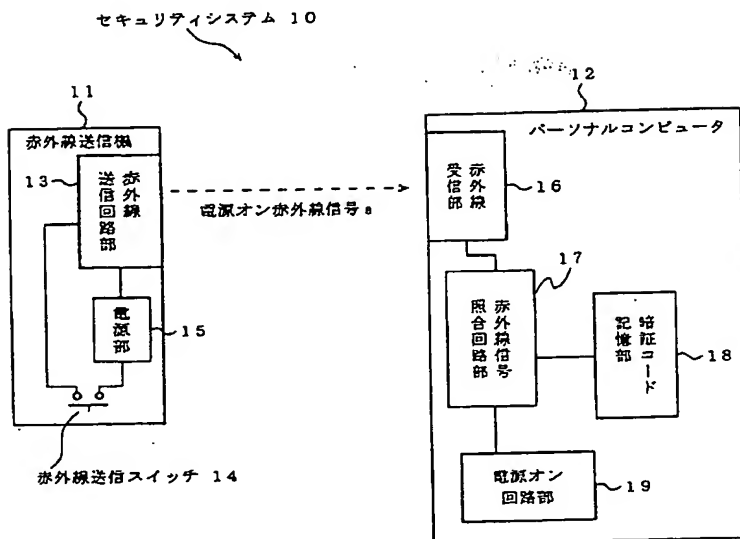 セキュリティシステム 10
11
赤外線送信機
13
赤外線
送信回路部
電源部
15
赤外線送信スイッチ 14
電源オン赤外線信号a
12
パーソナルコンピュータ
赤外線
受信部
16
17
赤外線信号
照合回路部
暗証コード
記憶部
18
電源オン
回路部
19